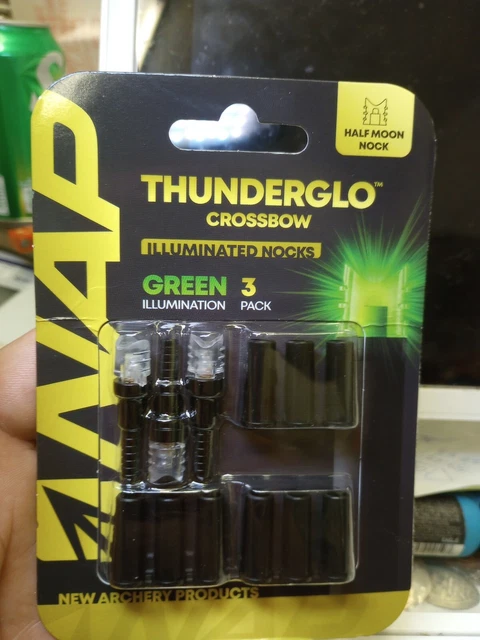 HALF MOON
NOCK
THUNDERGLO™
CROSSBOW
ILLUMINATED NOCKS
GREEN 3
ILLUMINATION PACK
NAP
NEW ARCHERY PRODUCTS